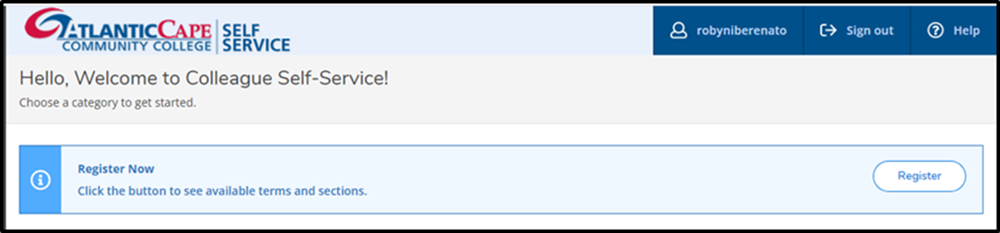 ATLANTICCAPE
COMMUNITY COLLEGE
SELF
SERVICE
robyniberenato
Sign out
Help
Hello, Welcome to Colleague Self-Service!
Choose a category to get started.
Register Now
Click the button to see available terms and sections.
Register